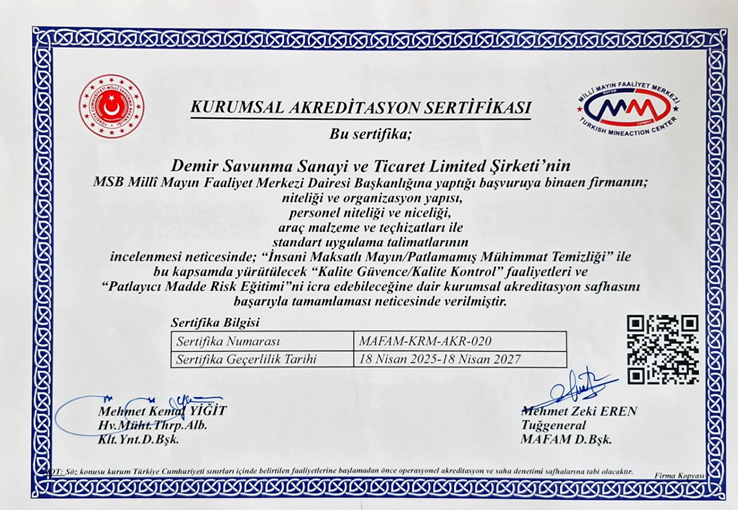 MİLLİ MAYIN FAALİYET MERKEZİ
TURKISH MINEACTION CENTER
KURUMSAL AKREDİTASYON SERTİFİKASI
Bu sertifika;
Demir Savunma Sanayi ve Ticaret Limited Şirketi’nin
MSB Millî Mayın Faaliyet Merkezi Dairesi Başkanlığına yaptığı başvuruya binaen firmanın;
niteliği ve organizasyon yapısı,
personel niteliği ve niceliği,
araç malzeme ve teçhizatları ile
standart uygulama talimatlarının
incelenmesi neticesinde; “İnsani Maksatlı Mayın/Patlamamış Mühimmat Temizliği” ile
bu kapsamda yürütülecek “Kalite Güvence/Kalite Kontrol” faaliyetleri ve
“Patlayıcı Madde Risk Eğitimi”ni icra edebileceğine dair kurumsal akreditasyon safhasını
başarıyla tamamlaması neticesinde verilmiştir.
Sertifika Bilgisi
Sertifika Numarası MAFAM-KRM-AKR-020
Sertifika Geçerlilik Tarihi 18 Nisan 2025-18 Nisan 2027
Mehmet Kemal YİĞİT
Hv.Müht.Thrp.Alb.
Klt.Ynt.D.Bşk.
Mehmet Zeki EREN
Tuğgeneral
MAFAM D.Bşk.
NOT: Söz konusu kurum Türkiye Cumhuriyeti sınırları içinde belirtilen faaliyetlerine başlamadan önce operasyonel akreditasyon ve saha denetimi safhalarına tabi olacaktır.
Firma Kopyası